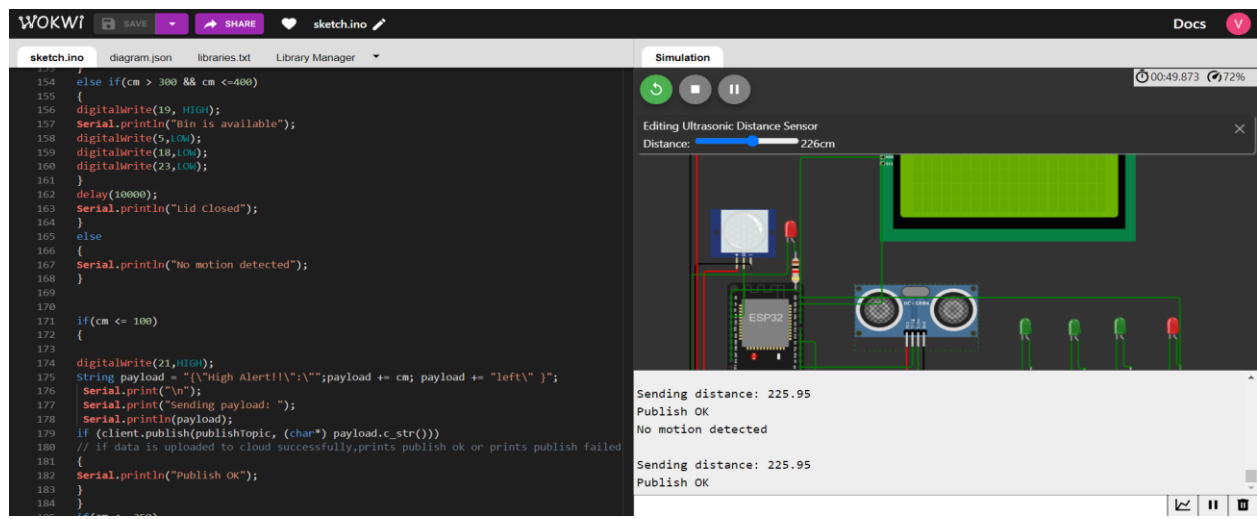 WOKWI SAVE SHARE sketch.ino Docs V
sketch.ino diagram.json libraries.txt Library Manager
154 else if(cm > 300 && cm <=400)
155 {
156 digitalWrite(19, HIGH);
157 Serial.println("Bin is available");
158 digitalWrite(5,LOW);
159 digitalWrite(18,LOW);
160 digitalWrite(23,LOW);
161 }
162 delay(10000);
163 Serial.println("Lid Closed");
164 }
165 else
166 {
167 Serial.println("No motion detected");
168 }
169
170
171 if(cm <= 100)
172 {
173
174 digitalWrite(21,HIGH);
175 String payload = "{\"High Alert!!\":\"";payload += cm; payload += "left\" }";
176 Serial.print("\n");
177 Serial.print("Sending payload: ");
178 Serial.println(payload);
179 if (client.publish(publishTopic, (char*) payload.c_str()))
180 // if data is uploaded to cloud successfully,prints publish ok or prints publish failed
181 {
182 Serial.println("Publish OK");
183 }
184 }
Simulation
00:49.873 72%
Editing Ultrasonic Distance Sensor
Distance: 226cm
ESP32
Sending distance: 225.95
Publish OK
No motion detected
Sending distance: 225.95
Publish OK